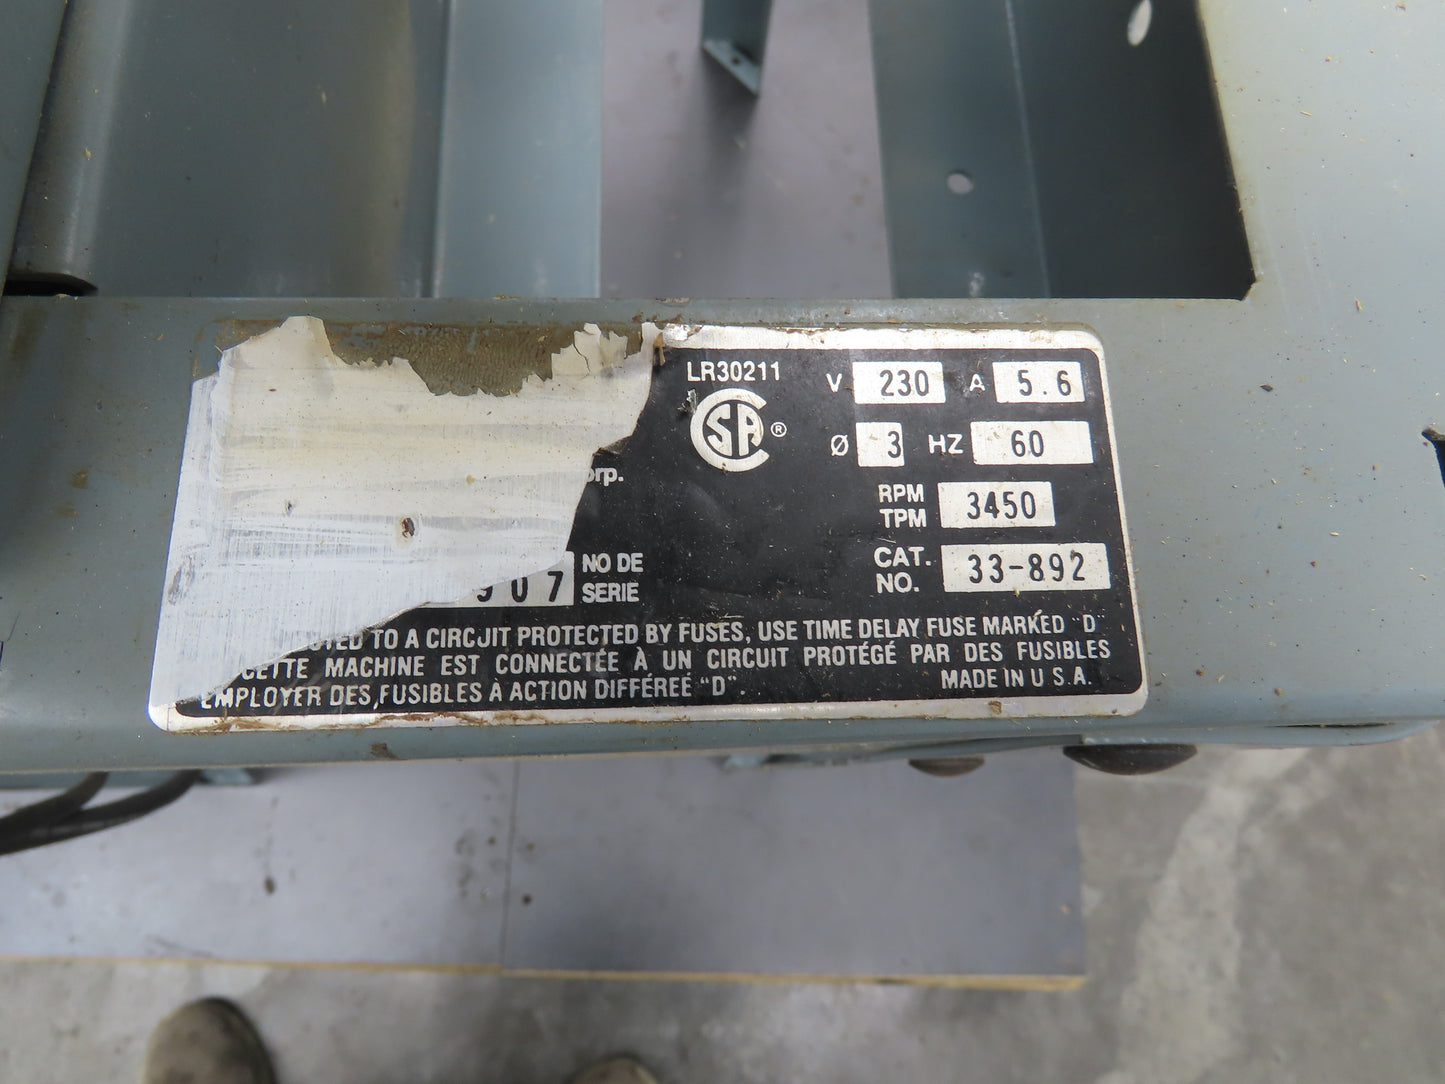 LR30211
V 230 A 5.6
CSA ®
Ø 3 HZ 60
orp.
RPM
TPM 3450
907 NO DE
SERIE
CAT.
NO. 33-892
TO A CIRCUIT PROTECTED BY FUSES, USE TIME DELAY FUSE MARKED "D"
CETTE MACHINE EST CONNECTÉE À UN CIRCUIT PROTÉGÉ PAR DES FUSIBLES
EMPLOYER DES, FUSIBLES À ACTION DIFFÉREÉ "D".
MADE IN U S.A.